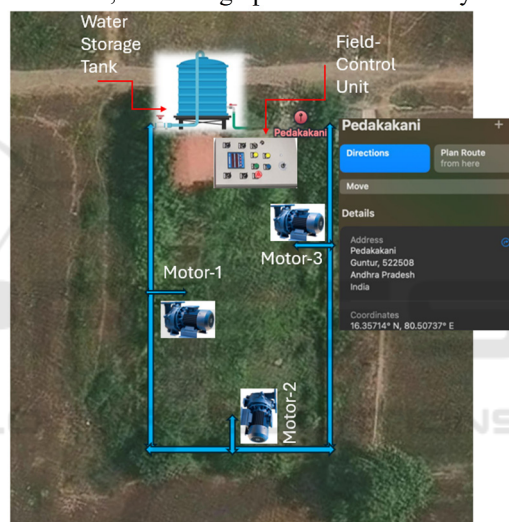 Water
Storage
Tank
Field-
Control
Unit
Pedakakani
Pedakakani
+
Directions
Plan Route
from here
Move
Details
Address
Pedakakani
Guntur, 522508
Andhra Pradesh
India
Coordinates
16.35714° N, 80.50737° E
Motor-3
Motor-1
Motor-2